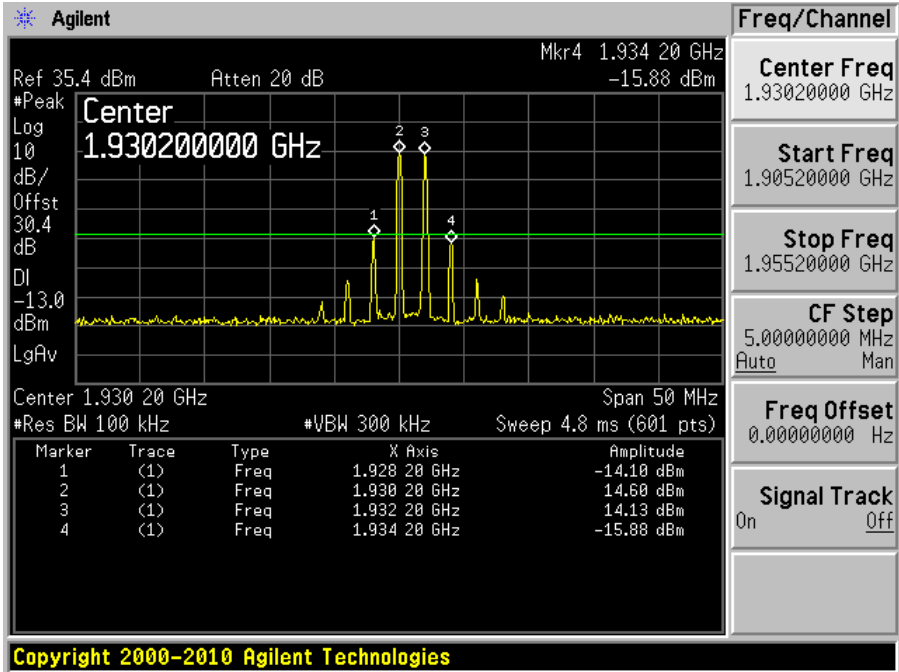 Agilent
Freq/Channel
Mkr4 1.934 20 GHz
Ref 35.4 dBm Atten 20 dB -15.88 dBm
#Peak
Log
10
dB/
Offst
30.4
dB
DI
-13.0
dBm
LgAv
Center
1.930200000 GHz
1
2
3
4
Center 1.930 20 GHz Span 50 MHz
#Res BW 100 kHz #VBW 300 kHz Sweep 4.8 ms (601 pts)
Marker Trace Type X Axis Amplitude
1 (1) Freq 1.928 20 GHz -14.10 dBm
2 (1) Freq 1.930 20 GHz 14.60 dBm
3 (1) Freq 1.932 20 GHz 14.13 dBm
4 (1) Freq 1.934 20 GHz -15.88 dBm
Center Freq
1.93020000 GHz
Start Freq
1.90520000 GHz
Stop Freq
1.95520000 GHz
CF Step
5.00000000 MHz
Auto Man
Freq Offset
0.00000000 Hz
Signal Track
On Off
Copyright 2000-2010 Agilent Technologies